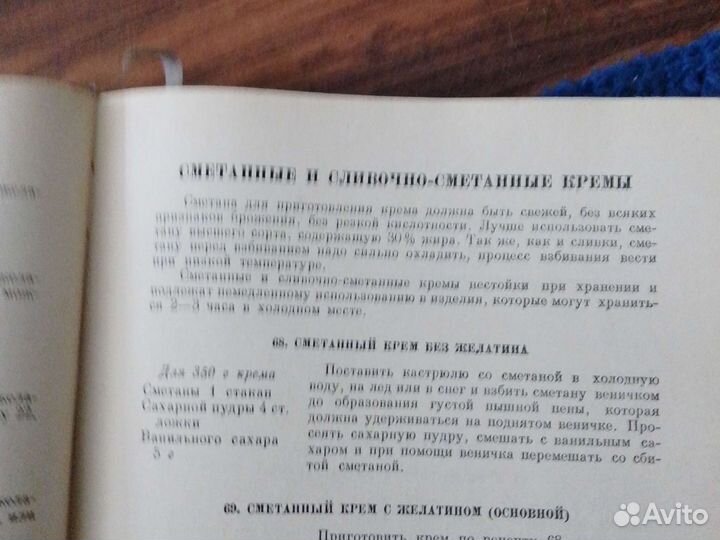 СМЕТАННЫЕ И СЛИВОЧНО-СМЕТАННЫЕ КРЕМЫ
Сметана для приготовления крема должна быть свежей, без всяких
признаков брожения, без резкой кислотности. Лучше использовать сме-
тану высшего сорта, содержащую 30% жира. Так же, как и сливки, сме-
тану перед взбиванием надо сильно охладить, процесс взбивания вести
при низкой температуре.
Сметанные и сливочно-сметанные кремы нестойки при хранении и
подлежат немедленному использованию в изделия, которые могут хранить-
ся 2—3 часа в холодном месте.
68. СМЕТАННЫЙ КРЕМ БЕЗ ЖЕЛАТИНА
Для 350 г крема
Сметаны 1 стакан
Сахарной пудры 4 ст.
ложки
Ванильного сахара
5 г
Поставить кастрюлю со сметаной в холодную
воду, на лед или в снег и взбить сметану веничком
до образования густой пышной пены, которая
должна удерживаться на поднятом веничке. Про-
сеять сахарную пудру, смешать с ванильным са-
харом и при помощи веничка перемешать со сби-
той сметаной.
69. СМЕТАННЫЙ КРЕМ С ЖЕЛАТИНОМ (ОСНОВНОЙ)
Приготовить крем по рецепту 68
Avito